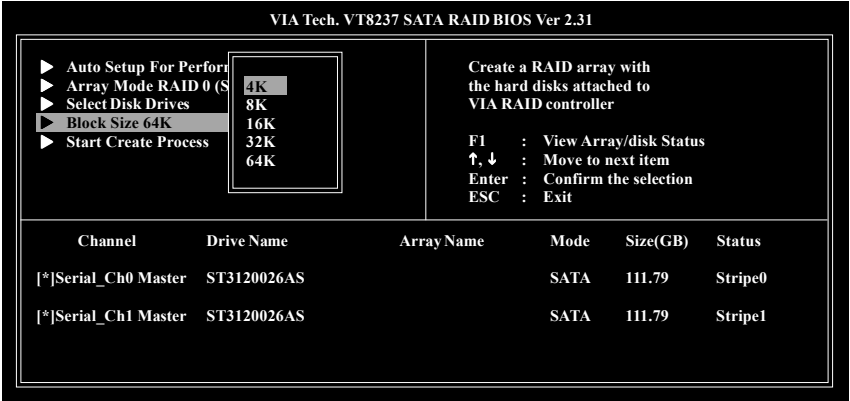 VIA Tech. VT8237 SATA RAID BIOS Ver 2.31
Auto Setup For Perfor
Array Mode RAID 0 (S
Select Disk Drives
Block Size 64K
Start Create Process
4K
8K
16K
32K
64K
Create a RAID array with
the hard disks attached to
VIA RAID controller
F1 : View Array/disk Status
↑, ↓ : Move to next item
Enter : Confirm the selection
ESC : Exit
Channel Drive Name Array Name Mode Size(GB) Status
[*]Serial_Ch0 Master ST3120026AS SATA 111.79 Stripe0
[*]Serial_Ch1 Master ST3120026AS SATA 111.79 Stripe1